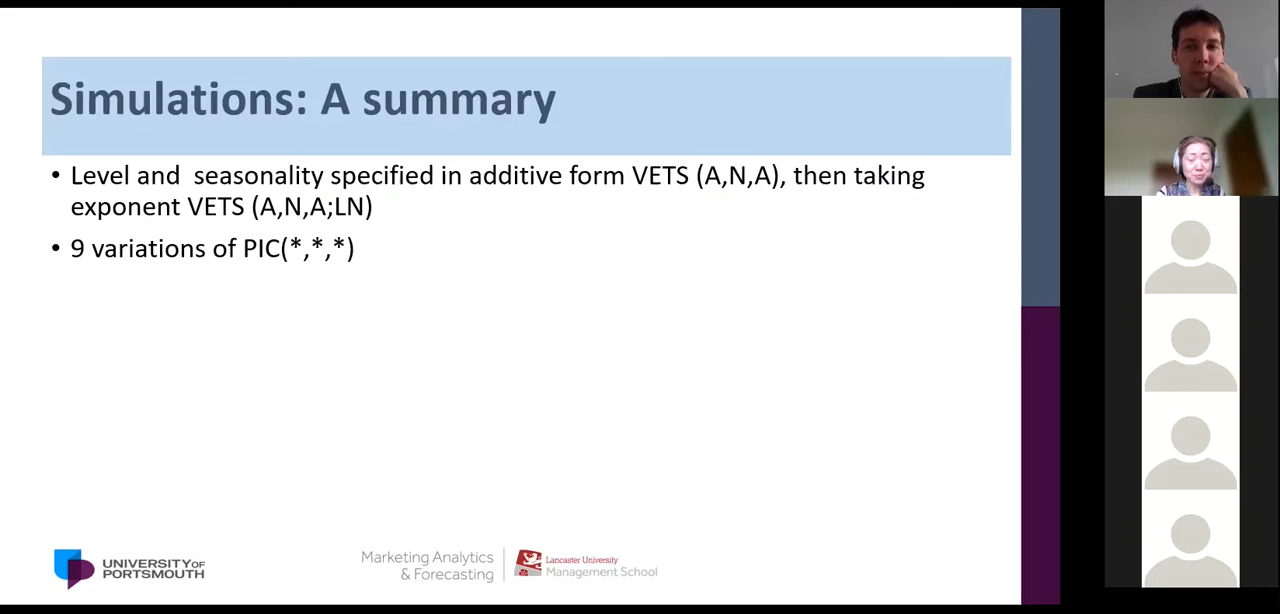 Simulations: A summary
• Level and seasonality specified in additive form VETS (A,N,A), then taking
exponent VETS (A,N,A;LN)
• 9 variations of PIC(*,*,*)
UNIVERSITY OF
PORTSMOUTH
Marketing Analytics
& Forecasting
Lancaster University
Management School